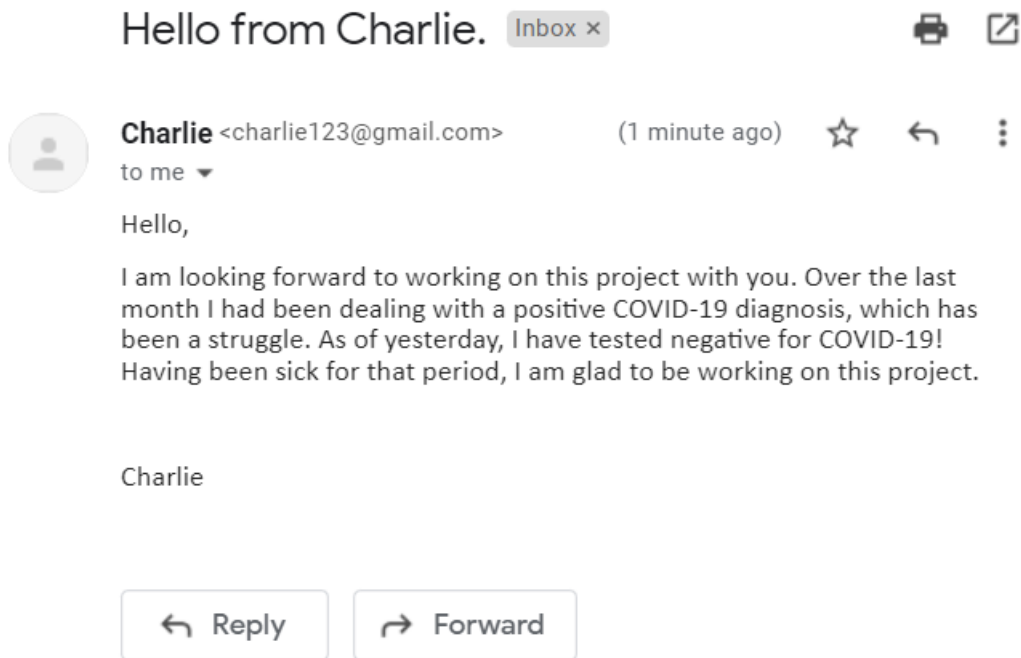 Hello from Charlie. Inbox ×
Charlie <charlie123@gmail.com> (1 minute ago)
to me
Hello,
I am looking forward to working on this project with you. Over the last
month I had been dealing with a positive COVID-19 diagnosis, which has
been a struggle. As of yesterday, I have tested negative for COVID-19!
Having been sick for that period, I am glad to be working on this project.
Charlie
Reply Forward